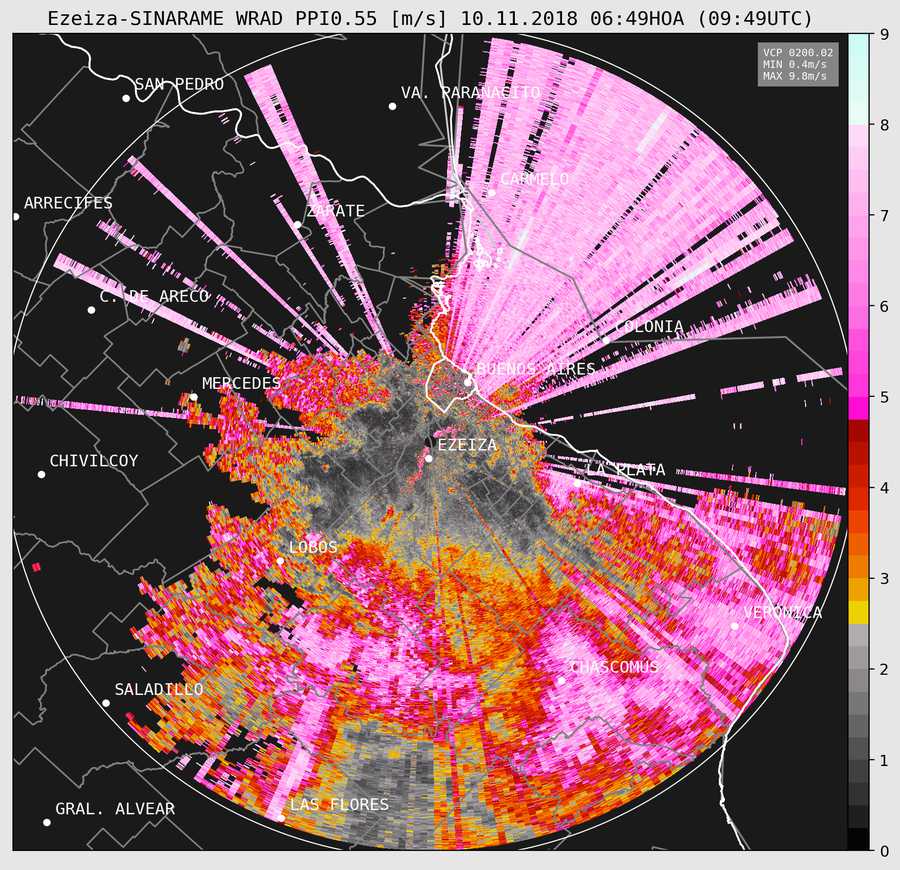 Ezeiza-SINARAME WRAD PPI0.55 [m/s] 10.11.2018 06:49HOA (09:49UTC)
VCP 0200.02
MIN 0.4m/s
MAX 9.8m/s
9
8
7
6
5
4
3
2
1
0
SAN PEDRO
VA. PARANACITO
CARMELO
ARRECIFES
ZARATE
C. DE ARECO
COLONIA
BUENOS AIRES
MERCEDES
EZEIZA
CHIVILCOY
LA PLATA
LOBOS
VERONICA
CHASCOMUS
SALADILLO
LAS FLORES
GRAL. ALVEAR